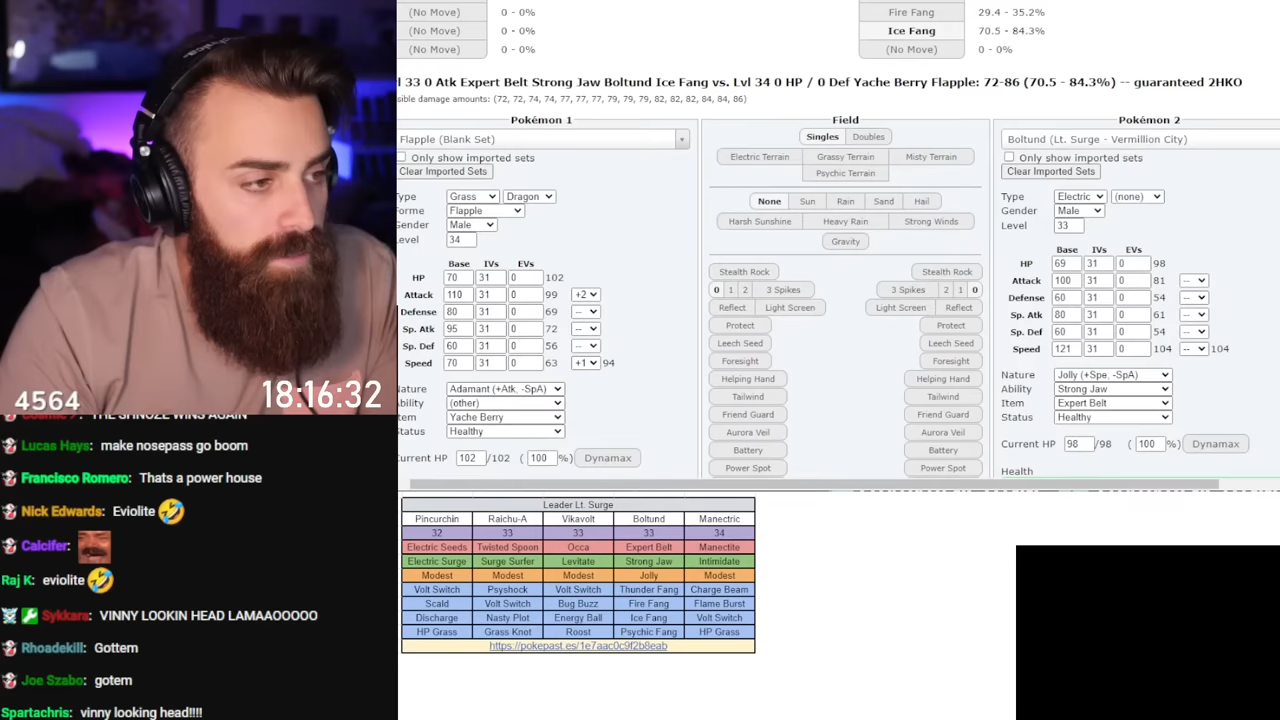 (No Move) 0 - 0%
(No Move) 0 - 0%
(No Move) 0 - 0%
Fire Fang 29.4 - 35.2%
Ice Fang 70.5 - 84.3%
(No Move) 0 - 0%
l 33 0 Atk Expert Belt Strong Jaw Boltund Ice Fang vs. Lvl 34 0 HP / 0 Def Yache Berry Flapple: 72-86 (70.5 - 84.3%) -- guaranteed 2HKO
sible damage amounts: (72, 72, 74, 74, 77, 77, 77, 79, 79, 79, 82, 82, 82, 84, 84, 86)
Pokémon 1
Flapple (Blank Set)
Only show imported sets
Clear Imported Sets
Type Grass Dragon
Forme Flapple
Gender Male
Level 34
Base IVs EVs
HP 70 31 0 102
Attack 110 31 0 99 +2
Defense 80 31 0 69 --
Sp. Atk 95 31 0 72 --
Sp. Def 60 31 0 56 --
Speed 70 31 0 63 +1 94
Nature Adamant (+Atk, -SpA)
Ability (other)
Item Yache Berry
Status Healthy
Current HP 102 /102 ( 100 %) Dynamax
Field
Singles Doubles
Electric Terrain Grassy Terrain Misty Terrain
Psychic Terrain
None Sun Rain Sand Hail
Harsh Sunshine Heavy Rain Strong Winds
Gravity
Stealth Rock Stealth Rock
0 1 2 3 Spikes 3 Spikes 2 1 0
Reflect Light Screen Light Screen Reflect
Protect Protect
Leech Seed Leech Seed
Foresight Foresight
Helping Hand Helping Hand
Tailwind Tailwind
Friend Guard Friend Guard
Aurora Veil Aurora Veil
Battery Battery
Power Spot Power Spot
Pokémon 2
Boltund (Lt. Surge - Vermillion City)
Only show imported sets
Clear Imported Sets
Type Electric (none)
Gender Male
Level 33
Base IVs EVs
HP 69 31 0 98
Attack 100 31 0 81 --
Defense 60 31 0 54 --
Sp. Atk 80 31 0 61 --
Sp. Def 60 31 0 54 --
Speed 121 31 0 104 -- 104
Nature Jolly (+Spe, -SpA)
Ability Strong Jaw
Item Expert Belt
Status Healthy
Current HP 98 /98 ( 100 %) Dynamax
Health
4564
18:16:32
THE SHNOZE WINS AGAIN
Lucas Hays: make nosepass go boom
Francisco Romero: Thats a power house
Nick Edwards: Eviolite
Calcifer:
Raj K: eviolite
Sykkara: VINNY LOOKIN HEAD LAMAAOOOOO
Rhoadekill: Gottem
Joe Szabo: gotem
Spartachris: vinny looking head!!!!
Leader Lt. Surge
Pincurchin Raichu-A Vikavolt Boltund Manectric
32 33 33 33 34
Electric Seeds Twisted Spoon Occa Expert Belt Manectite
Electric Surge Surge Surfer Levitate Strong Jaw Intimidate
Modest Modest Modest Jolly Modest
Volt Switch Psyshock Volt Switch Thunder Fang Charge Beam
Scald Volt Switch Bug Buzz Fire Fang Flame Burst
Discharge Nasty Plot Energy Ball Ice Fang Volt Switch
HP Grass Grass Knot Roost Psychic Fang HP Grass
https://pokepast.es/1e7aac0c9f2b8eab